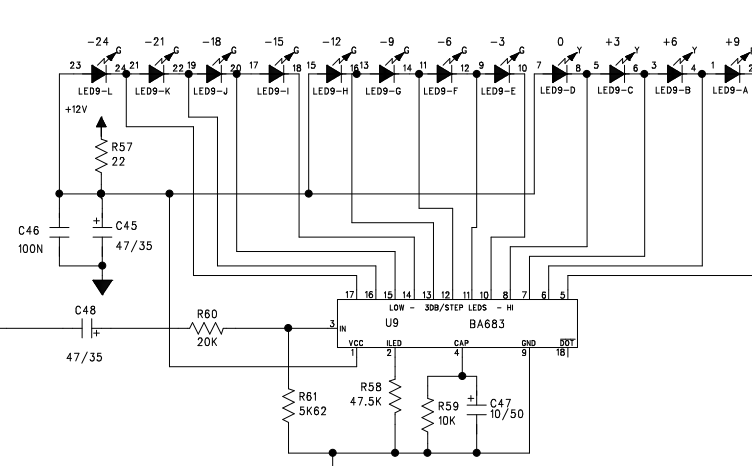 -24 -21 -18 -15 -12 -9 -6 -3 0 +3 +6 +9
G G G G G G G G Y Y Y
23 24 21 22 19 20 17 18 15 16 13 14 11 12 9 10 7 8 5 6 3 4 1 2
LED9-L LED9-K LED9-J LED9-I LED9-H LED9-G LED9-F LED9-E LED9-D LED9-C LED9-B LED9-A
+12V
R57
22
C46
100N
+
C45
47/35
17 16 15 14 13 12 11 10 8 7 6 5
LOW - 3DB/STEP LEDS - HI
C48
+
47/35
R60
20K
3 IN
U9 BA683
VCC ILED CAP GND DOT
1 2 4 9 18
R61
5K62
R58
47.5K
R59
10K
+
C47
10/50